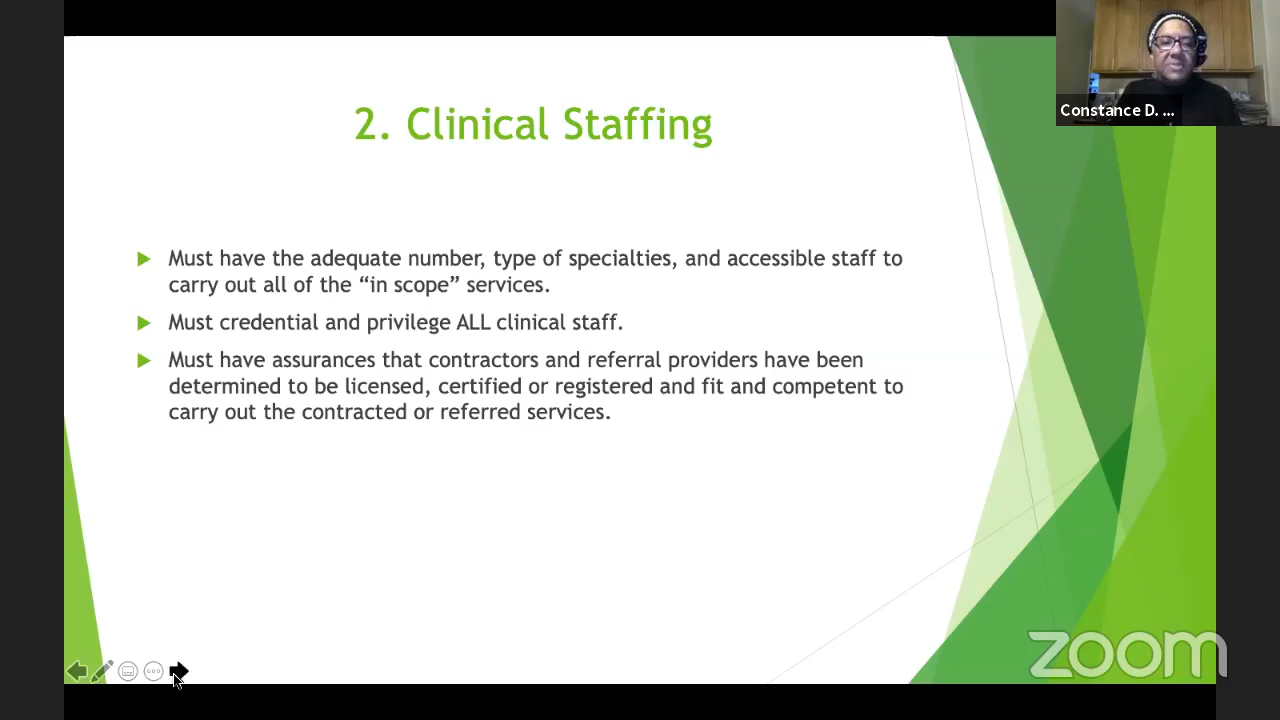 Constance D. ...
2. Clinical Staffing
Must have the adequate number, type of specialties, and accessible staff to
carry out all of the “in scope” services.
Must credential and privilege ALL clinical staff.
Must have assurances that contractors and referral providers have been
determined to be licensed, certified or registered and fit and competent to
carry out the contracted or referred services.
zoom